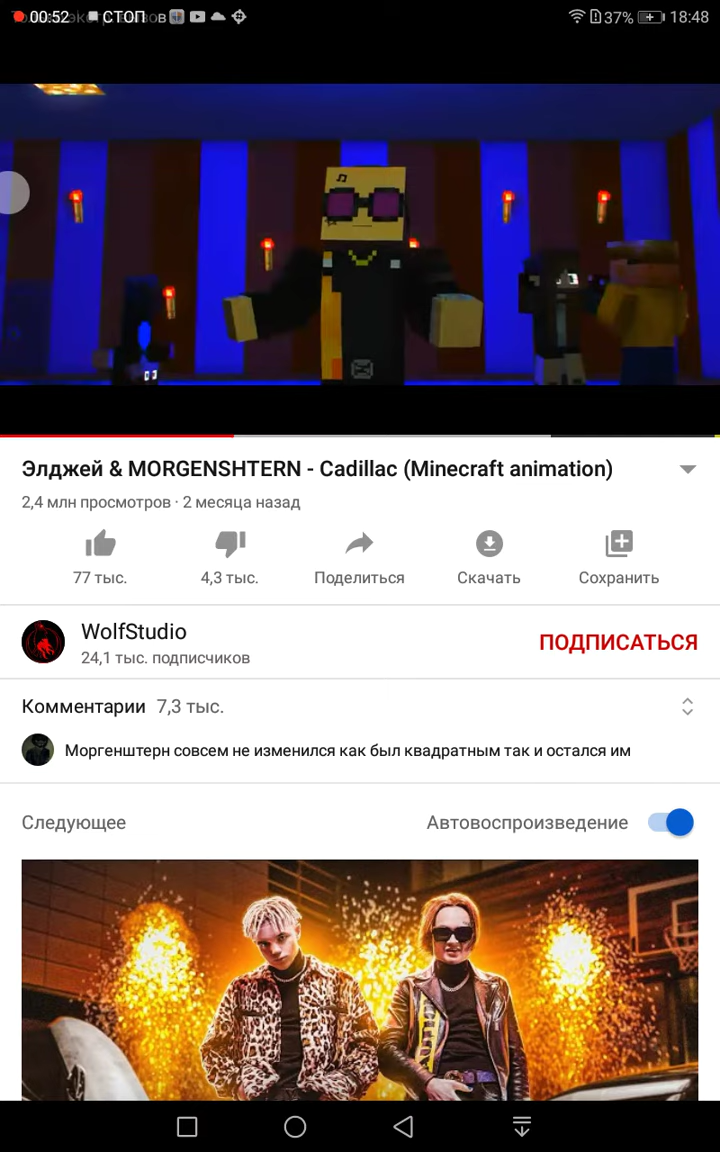 00:52 СТОП в 37% 18:48
Элджей & MORGENSHTERN - Cadillac (Minecraft animation)
2,4 млн просмотров · 2 месяца назад
77 тыс. 4,3 тыс. Поделиться Скачать Сохранить
WolfStudio
24,1 тыс. подписчиков
ПОДПИСАТЬСЯ
Комментарии 7,3 тыс.
Моргенштерн совсем не изменился как был квадратным так и остался им
Следующее Автовоспроизведение